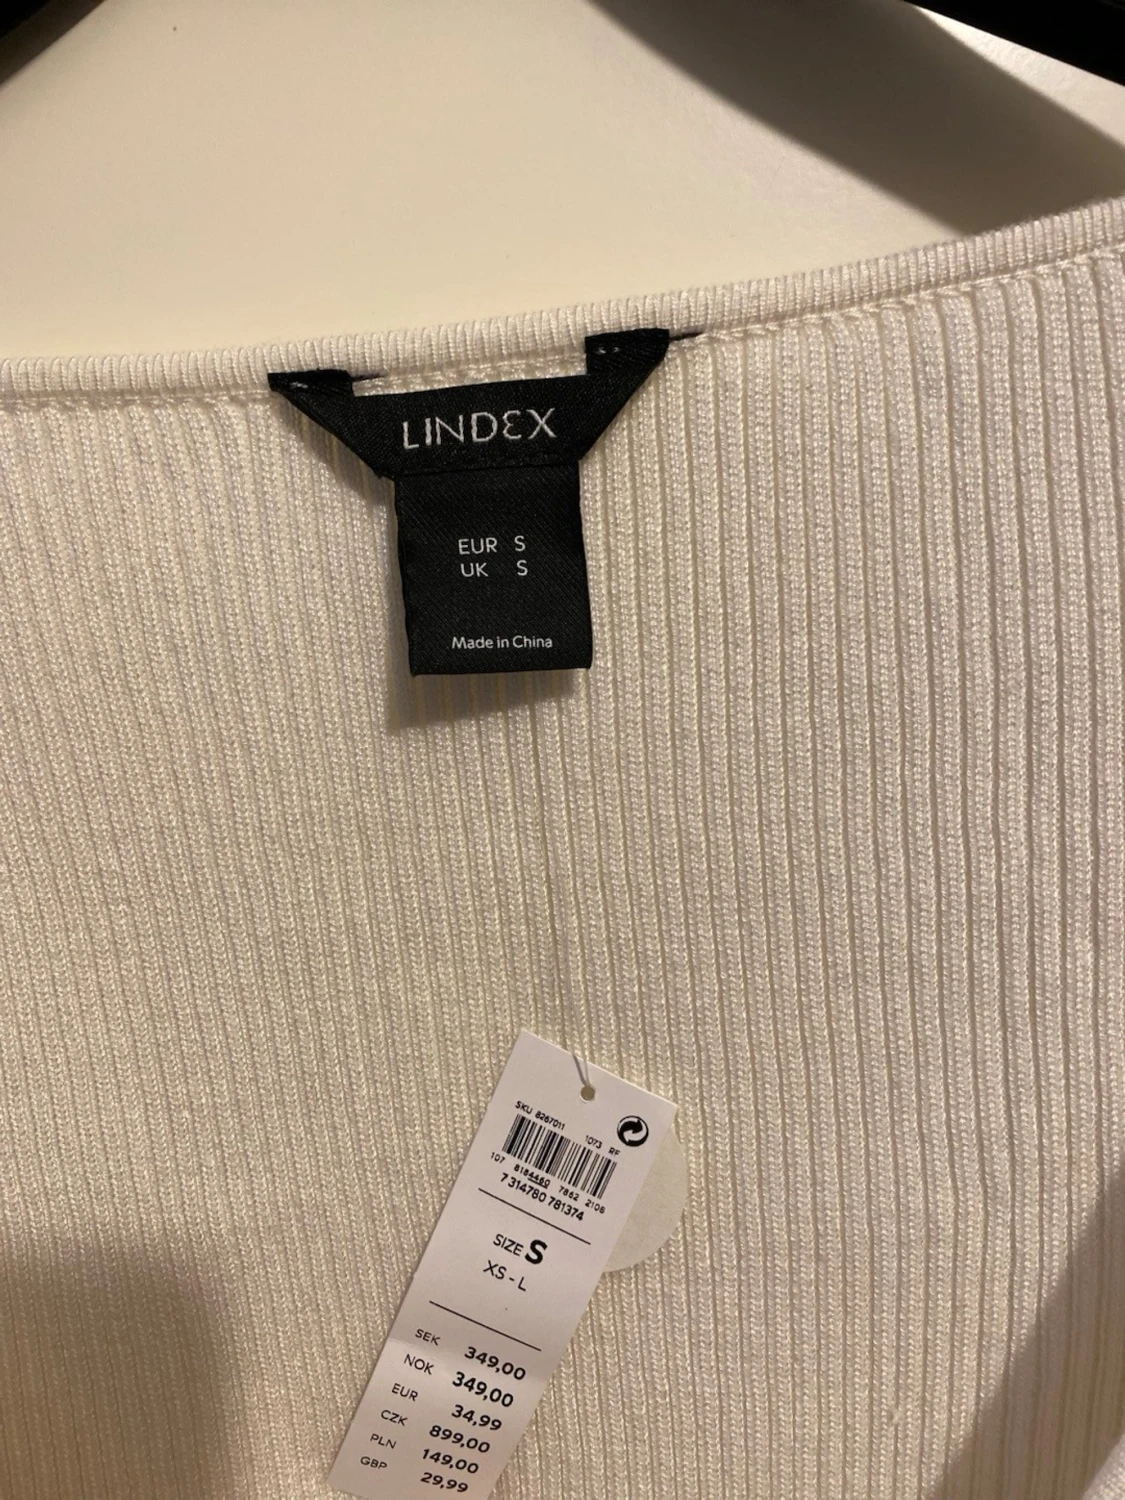 LINDEX
EUR S
UK S
Made in China
SKU 8267011 1073 RF
107 8184460 7862 2108
7 314780 781374
SIZE S
XS - L
SEK 349,00
NOK 349,00
EUR 34,99
CZK 899,00
PLN 149,00
GBP 29,99